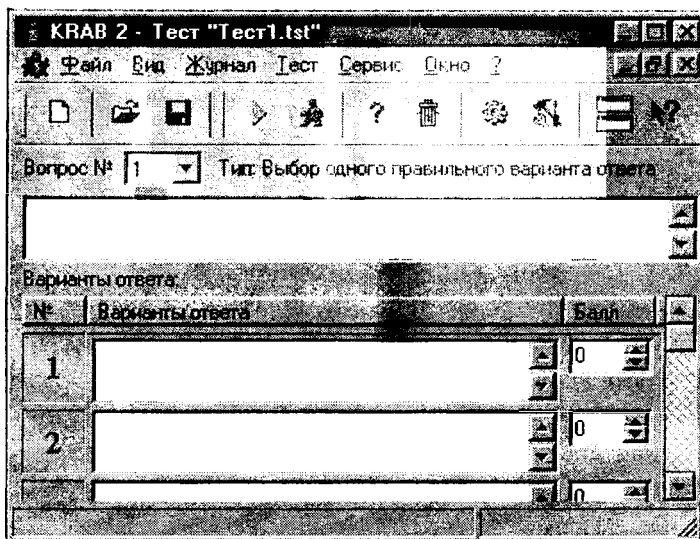 KRAB 2 - Тест "Тест1.tst"
Файл Вид Журнал Тест Сервис Окно ?
Вопрос № 1 Тип: Выбор одного правильного варианта ответа
Варианты ответа:
№ Варианты ответа Балл
1 0
2 0
0